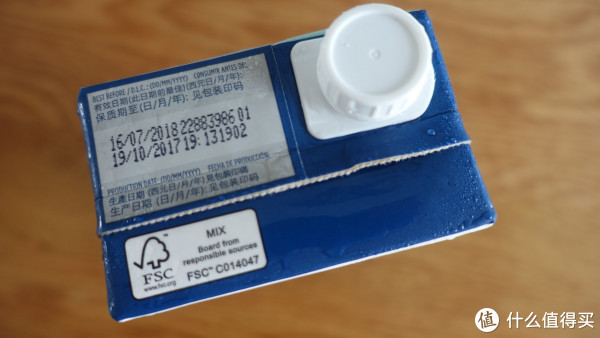 BEST BEFORE / D.L.C.: (DD/MM/YYYY) CONSUMIR ANTES DE:
有效日期(此日期前最佳)(西元日/月/年):
保质期至(日/月/年): 见包装印码
16/07/2018 22883986 01
19/10/2017 19:131902
PRODUCTION DATE: (DD/MM/YYYY) FECHA DE PRODUCCIÓN:
生產日期 (西元日/月/年)見包裝印碼
生产日期 (日/月/年): 见包装印码
FSC
www.fsc.org
MIX
Board from
responsible sources
FSC™ C014047
值 什么值得买